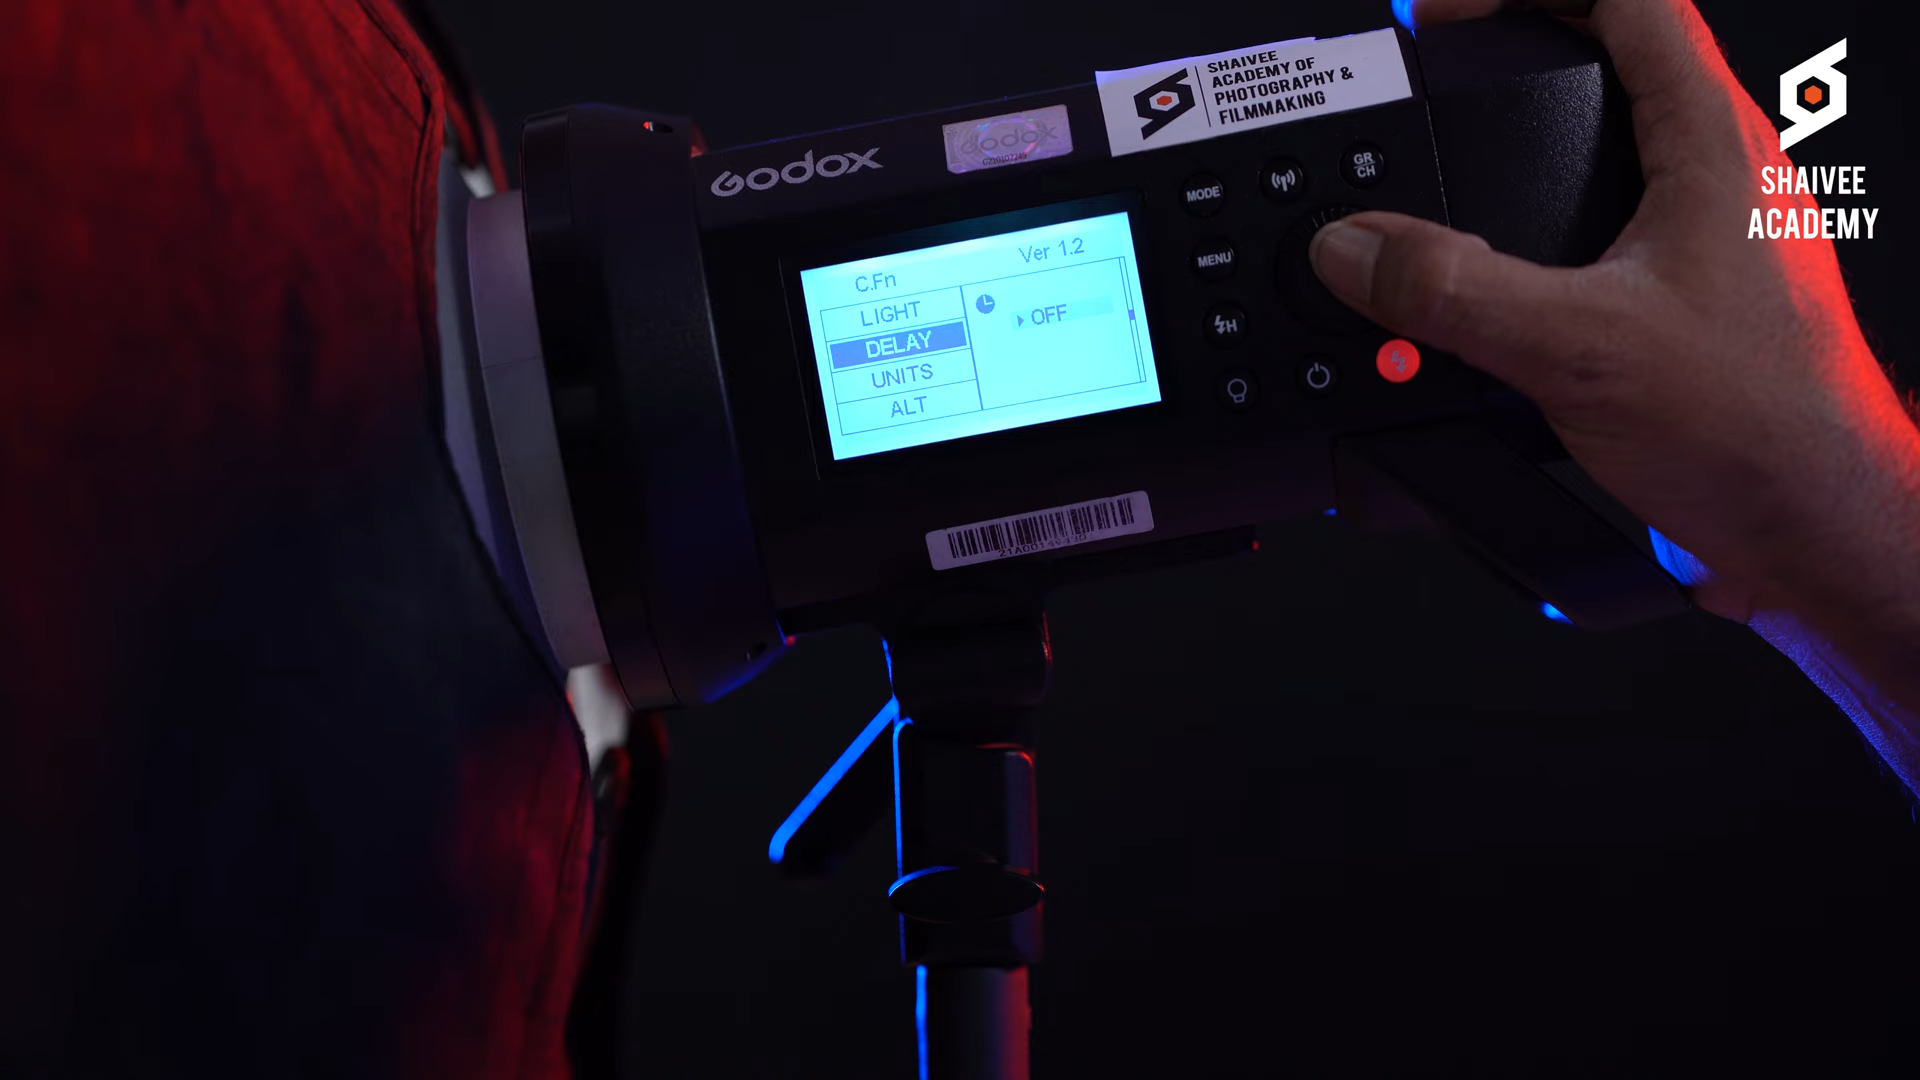 SHAIVEE
ACADEMY OF
PHOTOGRAPHY &
FILMMAKING
Godox
Godox
MODE
GR
CH
MENU
H
C.Fn
Ver 1.2
LIGHT
DELAY
UNITS
ALT
OFF
SHAIVEE
ACADEMY